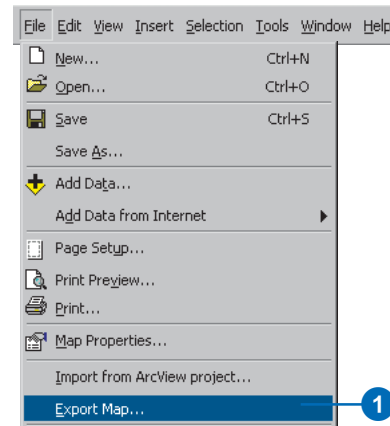 File Edit View Insert Selection Tools Window Help
New... Ctrl+N
Open... Ctrl+O
Save Ctrl+S
Save As...
Add Data...
Add Data from Internet
Page Setup...
Print Preview...
Print...
Map Properties...
Import from ArcView project...
Export Map...
1